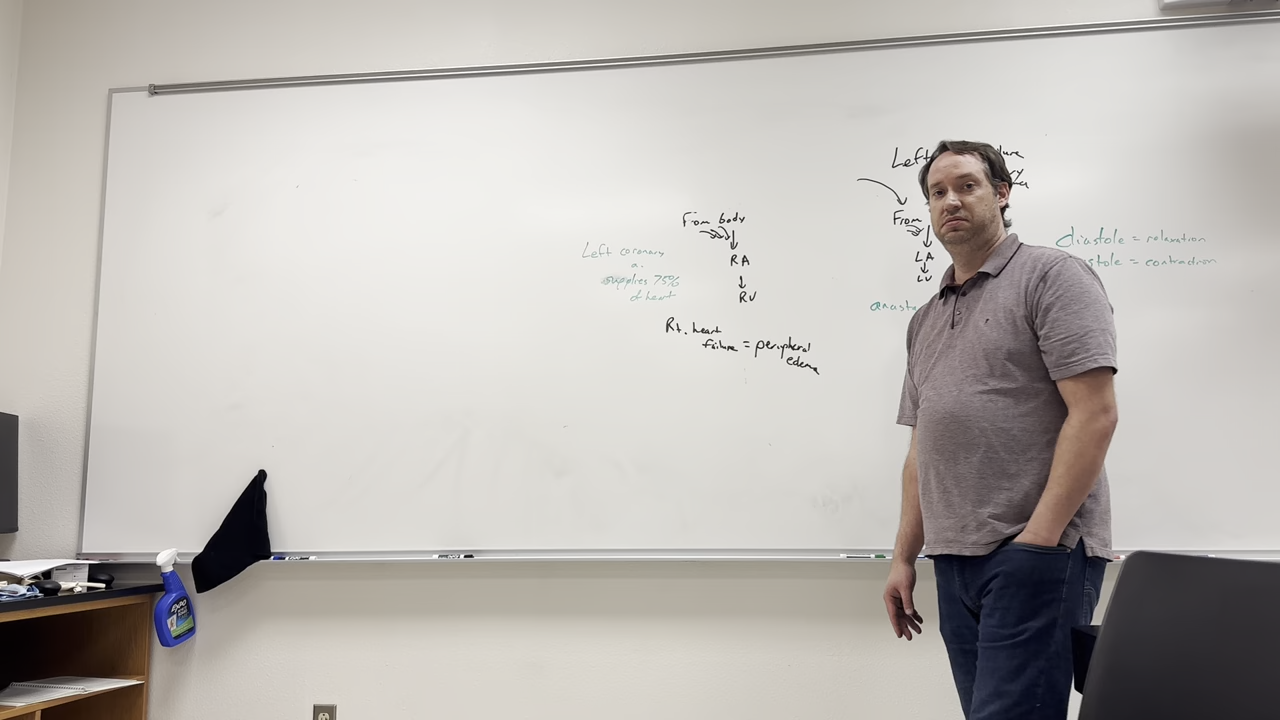 Left
From body
From
Left coronary
a.
supplies 75%
of heart
RA
LA
RV
LV
diastole = relaxation
stole = contraction
anasto
Rt. heart
failure = peripheral
edema
EXPO